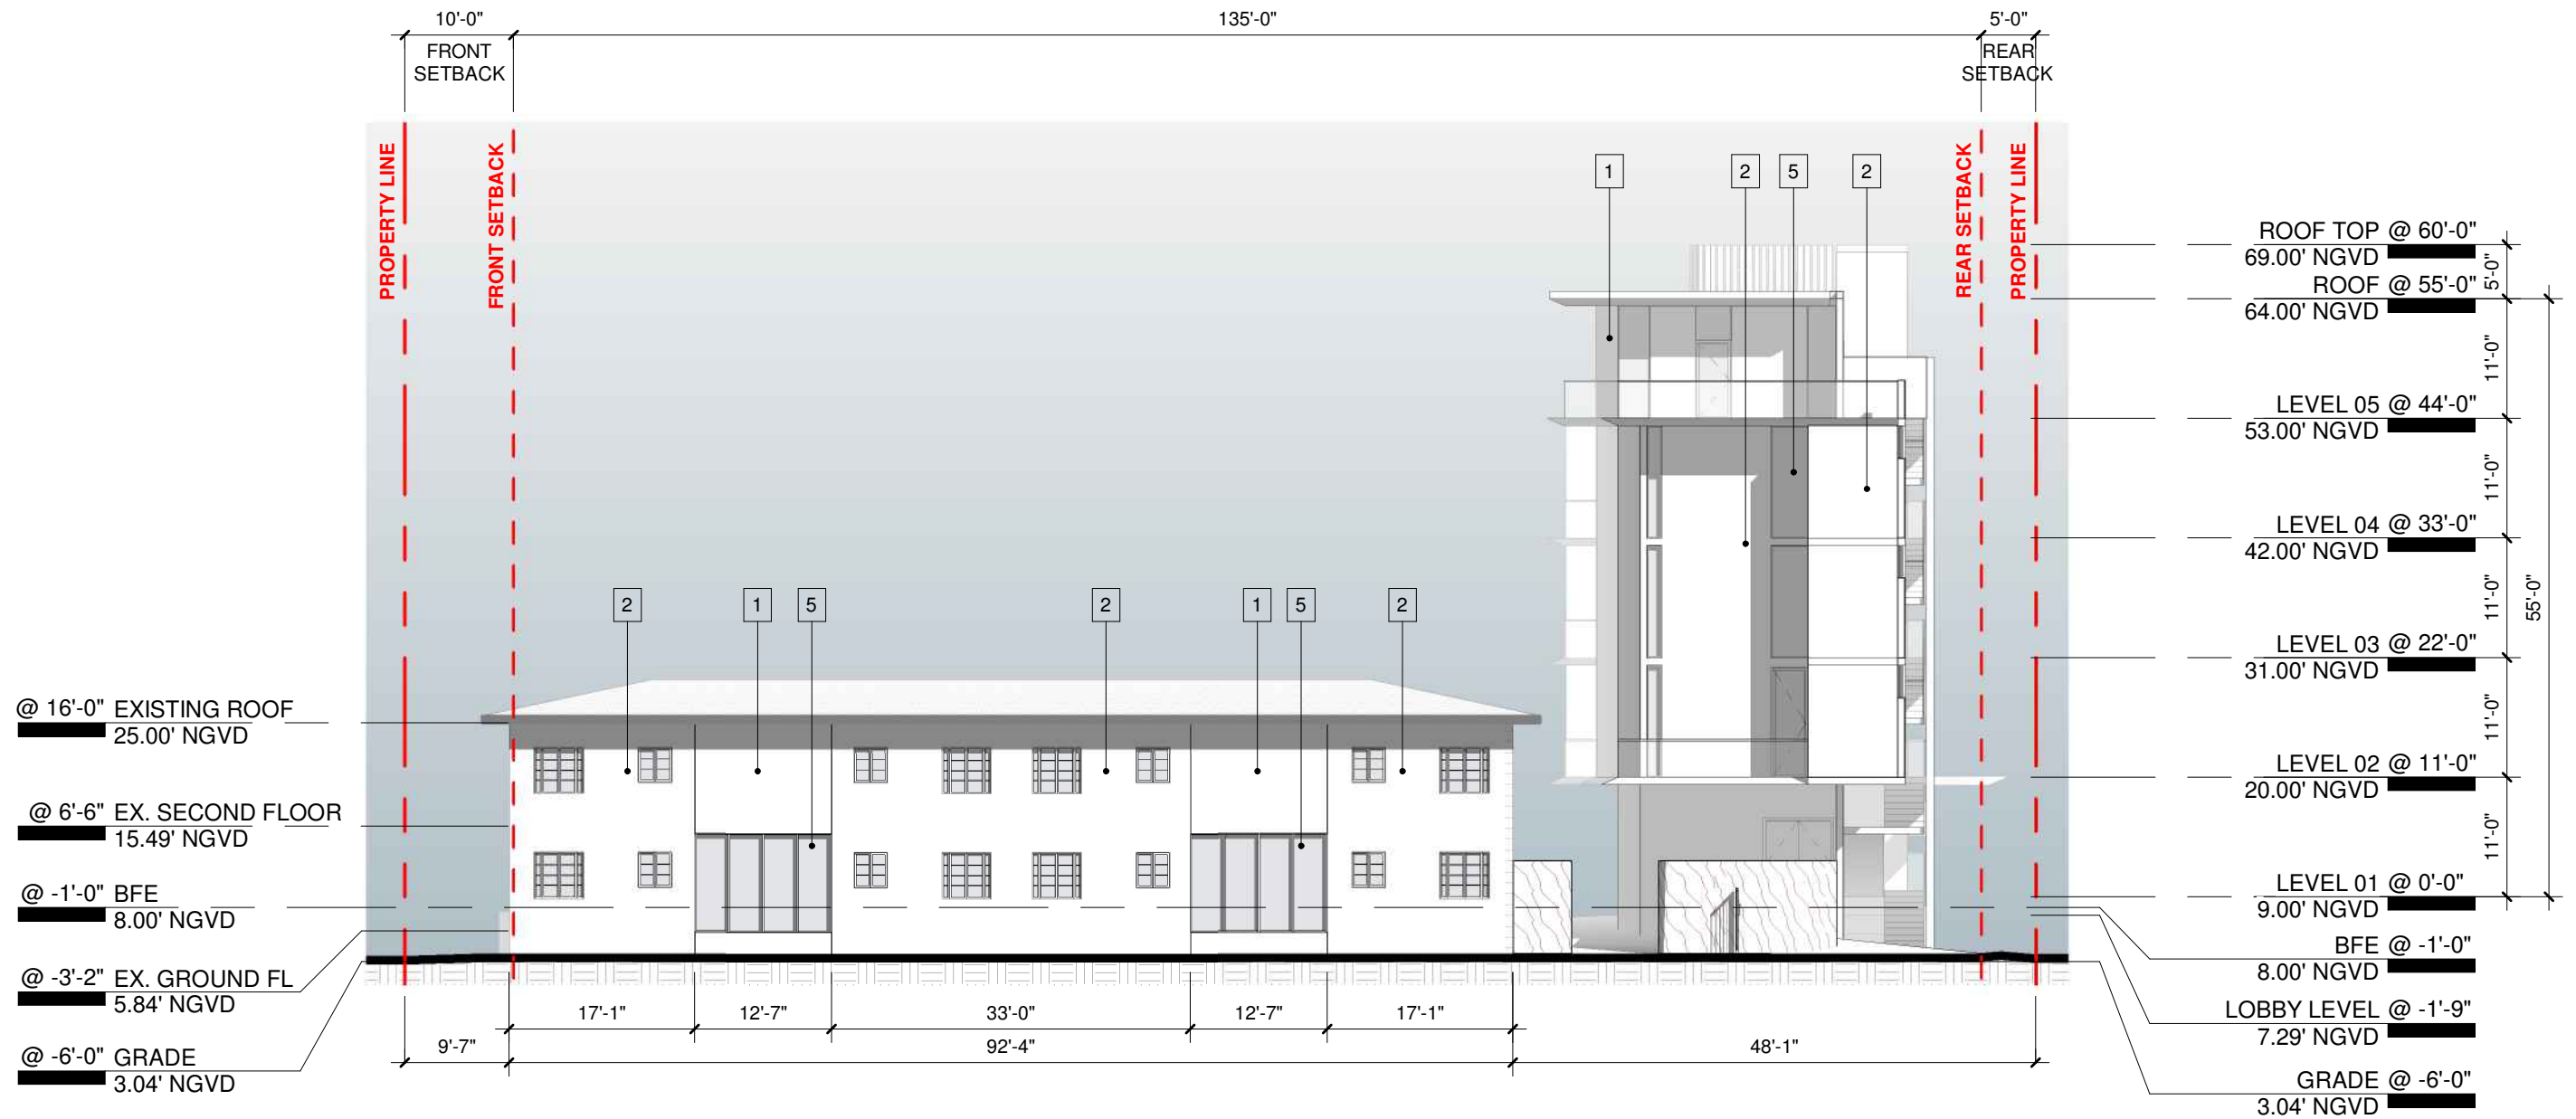 10'-0"
135'-0"
5'-0"
FRONT
SETBACK
REAR
SETBACK
PROPERTY LINE
FRONT SETBACK
REAR SETBACK
PROPERTY LINE
1
2
5
2
ROOF TOP @ 60'-0"
69.00' NGVD
5'-0"
ROOF @ 55'-0"
64.00' NGVD
11'-0"
LEVEL 05 @ 44'-0"
53.00' NGVD
11'-0"
LEVEL 04 @ 33'-0"
42.00' NGVD
11'-0"
55'-0"
LEVEL 03 @ 22'-0"
31.00' NGVD
11'-0"
LEVEL 02 @ 11'-0"
20.00' NGVD
11'-0"
LEVEL 01 @ 0'-0"
9.00' NGVD
BFE @ -1'-0"
8.00' NGVD
LOBBY LEVEL @ -1'-9"
7.29' NGVD
GRADE @ -6'-0"
3.04' NGVD
2
1
5
2
1
5
2
@ 16'-0" EXISTING ROOF
25.00' NGVD
@ 6'-6" EX. SECOND FLOOR
15.49' NGVD
@ -1'-0" BFE
8.00' NGVD
@ -3'-2" EX. GROUND FL
5.84' NGVD
@ -6'-0" GRADE
3.04' NGVD
17'-1"
12'-7"
33'-0"
12'-7"
17'-1"
9'-7"
92'-4"
48'-1"